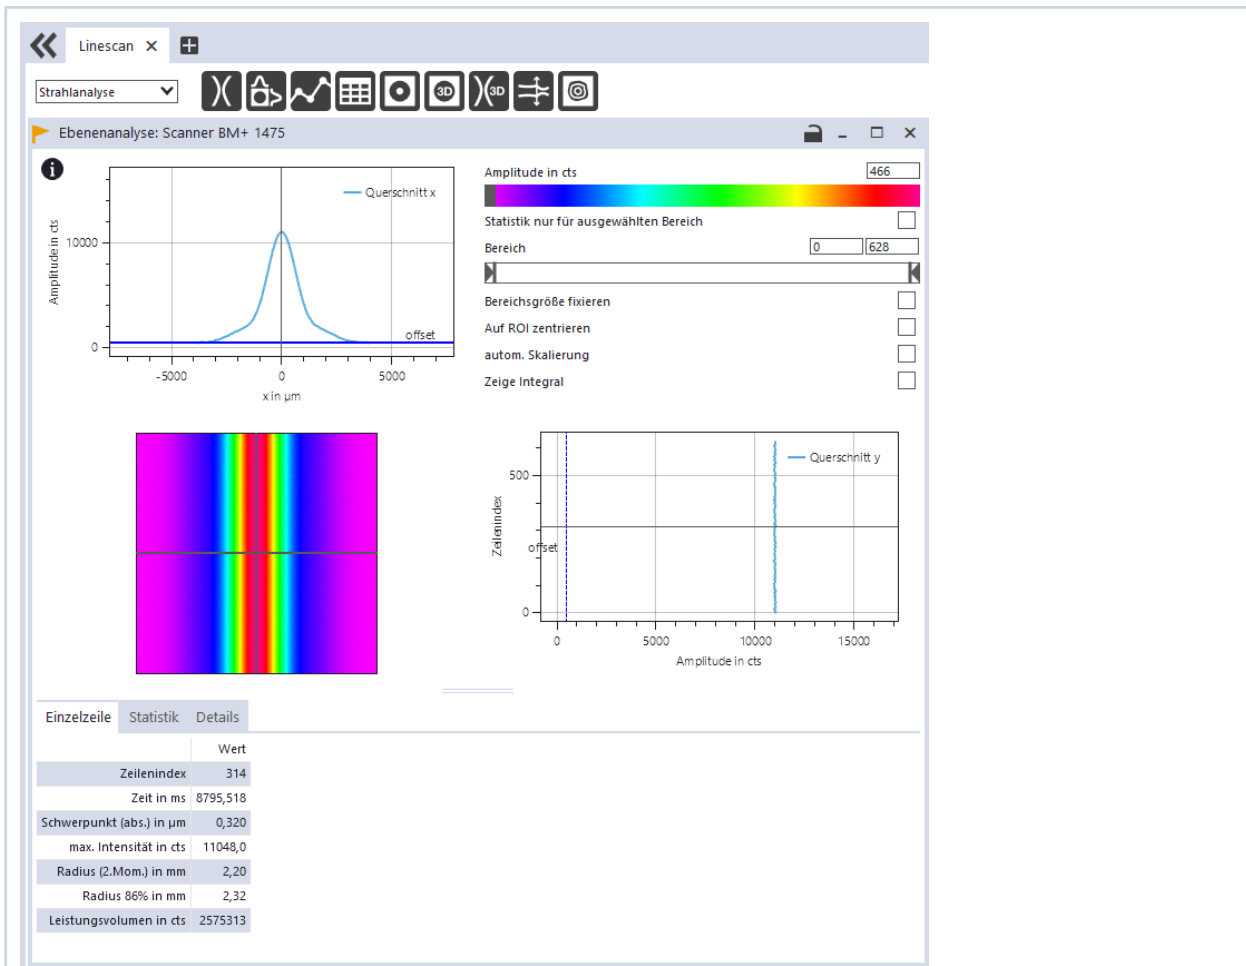 Linescan
Strahlanalyse
3D
3D
Ebenenanalyse: Scanner BM+ 1475
Amplitude in cts
10000
0
Querschnitt x
offset
-5000 0 5000
x in µm
Amplitude in cts 466
Statistik nur für ausgewählten Bereich
Bereich 0 628
Bereichsgröße fixieren
Auf ROI zentrieren
autom. Skalierung
Zeige Integral
Zeilenindex
500
0
Querschnitt y
offset
0 5000 10000 15000
Amplitude in cts
Einzelzeile Statistik Details
Wert
Zeilenindex 314
Zeit in ms 8795,518
Schwerpunkt (abs.) in µm 0,320
max. Intensität in cts 11048,0
Radius (2.Mom.) in mm 2,20
Radius 86% in mm 2,32
Leistungsvolumen in cts 2575313